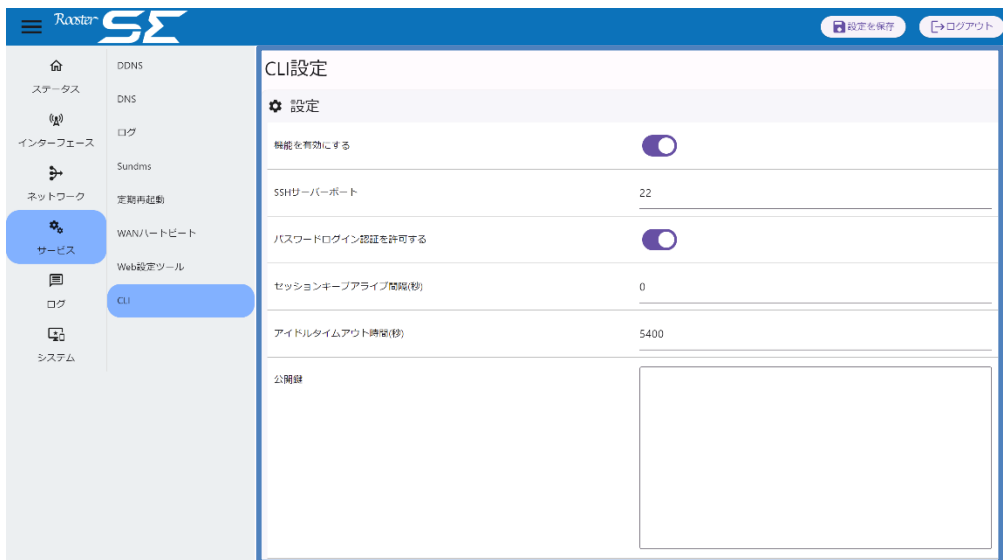 Rooster SE
設定を保存
ログアウト
ステータス
インターフェース
ネットワーク
サービス
ログ
システム
DDNS
DNS
ログ
Sundms
定期再起動
WANハートビート
Web設定ツール
CLI
CLI設定
設定
機能を有効にする
SSHサーバーポート
22
パスワードログイン認証を許可する
セッションキープアライブ間隔(秒)
0
アイドルタイムアウト時間(秒)
5400
公開鍵